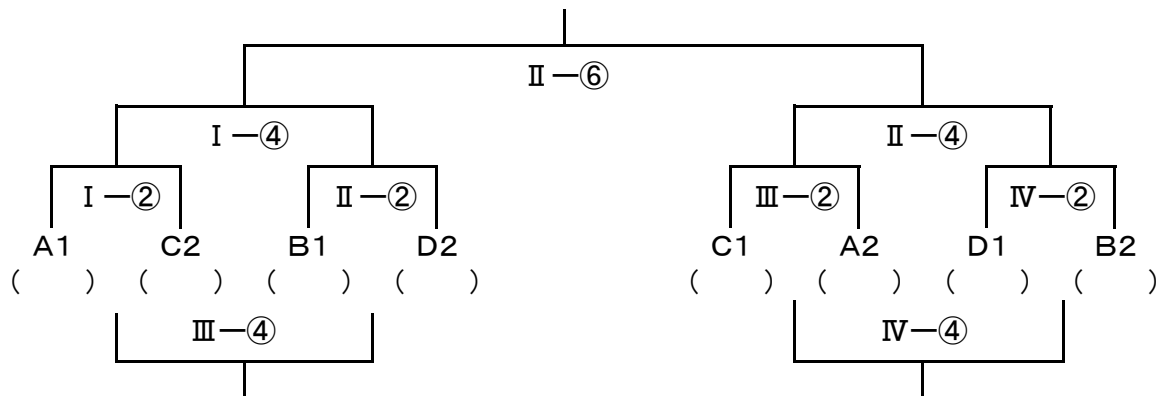 Ⅱ―⑥
Ⅰ―④ Ⅱ―④
Ⅰ―② Ⅱ―② Ⅲ―② Ⅳ―②
A1 C2 B1 D2 C1 A2 D1 B2
( ) ( ) ( ) ( ) ( ) ( ) ( ) ( )
Ⅲ―④ Ⅳ―④